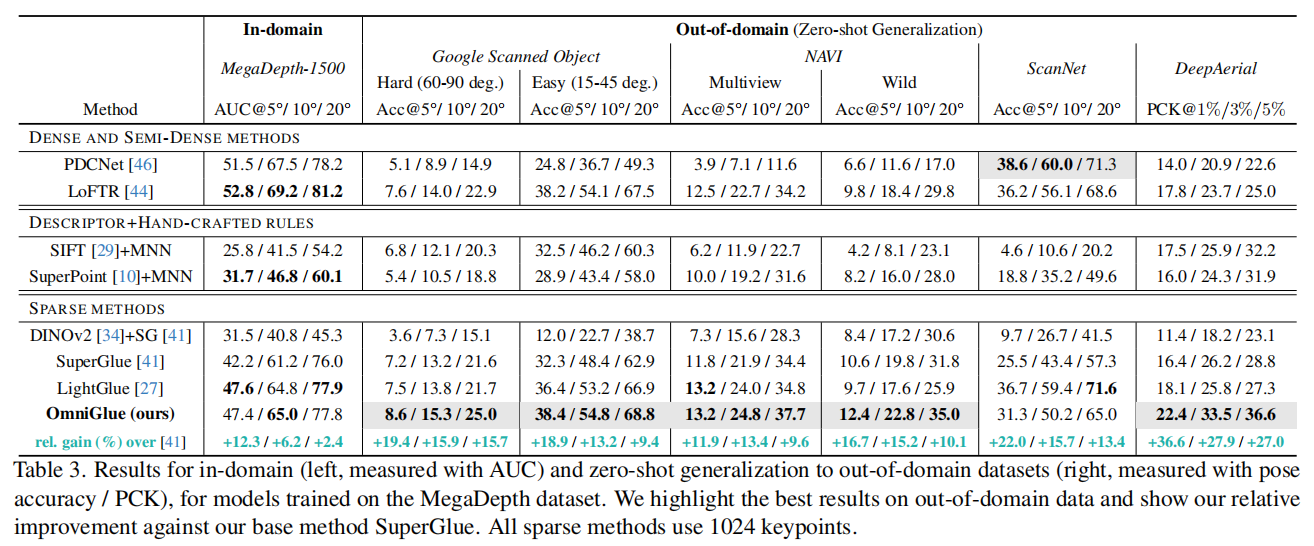 In-domain Out-of-domain (Zero-shot Generalization)
Google Scanned Object NAVI
MegaDepth-1500 ScanNet DeepAerial
Hard (60-90 deg.) Easy (15-45 deg.) Multiview Wild
Method AUC@5°/ 10°/ 20° Acc@5°/ 10°/ 20° Acc@5°/ 10°/ 20° Acc@5°/ 10°/ 20° Acc@5°/ 10°/ 20° Acc@5°/ 10°/ 20° PCK@1%/3%/5%
DENSE AND SEMI-DENSE METHODS
PDCNet [46] 51.5 / 67.5 / 78.2 5.1 / 8.9 / 14.9 24.8 / 36.7 / 49.3 3.9 / 7.1 / 11.6 6.6 / 11.6 / 17.0 38.6 / 60.0 / 71.3 14.0 / 20.9 / 22.6
LoFTR [44] 52.8 / 69.2 / 81.2 7.6 / 14.0 / 22.9 38.2 / 54.1 / 67.5 12.5 / 22.7 / 34.2 9.8 / 18.4 / 29.8 36.2 / 56.1 / 68.6 17.8 / 23.7 / 25.0
DESCRIPTOR+HAND-CRAFTED RULES
SIFT [29]+MNN 25.8 / 41.5 / 54.2 6.8 / 12.1 / 20.3 32.5 / 46.2 / 60.3 6.2 / 11.9 / 22.7 4.2 / 8.1 / 23.1 4.6 / 10.6 / 20.2 17.5 / 25.9 / 32.2
SuperPoint [10]+MNN 31.7 / 46.8 / 60.1 5.4 / 10.5 / 18.8 28.9 / 43.4 / 58.0 10.0 / 19.2 / 31.6 8.2 / 16.0 / 28.0 18.8 / 35.2 / 49.6 16.0 / 24.3 / 31.9
SPARSE METHODS
DINOv2 [34]+SG [41] 31.5 / 40.8 / 45.3 3.6 / 7.3 / 15.1 12.0 / 22.7 / 38.7 7.3 / 15.6 / 28.3 8.4 / 17.2 / 30.6 9.7 / 26.7 / 41.5 11.4 / 18.2 / 23.1
SuperGlue [41] 42.2 / 61.2 / 76.0 7.2 / 13.2 / 21.6 32.3 / 48.4 / 62.9 11.8 / 21.9 / 34.4 10.6 / 19.8 / 31.8 25.5 / 43.4 / 57.3 16.4 / 26.2 / 28.8
LightGlue [27] 47.6 / 64.8 / 77.9 7.5 / 13.8 / 21.7 36.4 / 53.2 / 66.9 13.2 / 24.0 / 34.8 9.7 / 17.6 / 25.9 36.7 / 59.4 / 71.6 18.1 / 25.8 / 27.3
OmniGlue (ours) 47.4 / 65.0 / 77.8 8.6 / 15.3 / 25.0 38.4 / 54.8 / 68.8 13.2 / 24.8 / 37.7 12.4 / 22.8 / 35.0 31.3 / 50.2 / 65.0 22.4 / 33.5 / 36.6
rel. gain (%) over [41] +12.3 / +6.2 / +2.4 +19.4 / +15.9 / +15.7 +18.9 / +13.2 / +9.4 +11.9 / +13.4 / +9.6 +16.7 / +15.2 / +10.1 +22.0 / +15.7 / +13.4 +36.6 / +27.9 / +27.0
Table 3. Results for in-domain (left, measured with AUC) and zero-shot generalization to out-of-domain datasets (right, measured with pose
accuracy / PCK), for models trained on the MegaDepth dataset. We highlight the best results on out-of-domain data and show our relative
improvement against our base method SuperGlue. All sparse methods use 1024 keypoints.